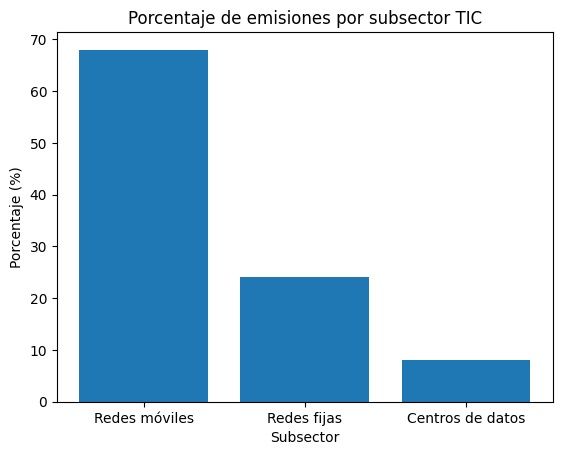 Porcentaje de emisiones por subsector TIC
Porcentaje (%)
70
60
50
40
30
20
10
0
Redes móviles
Redes fijas
Centros de datos
Subsector